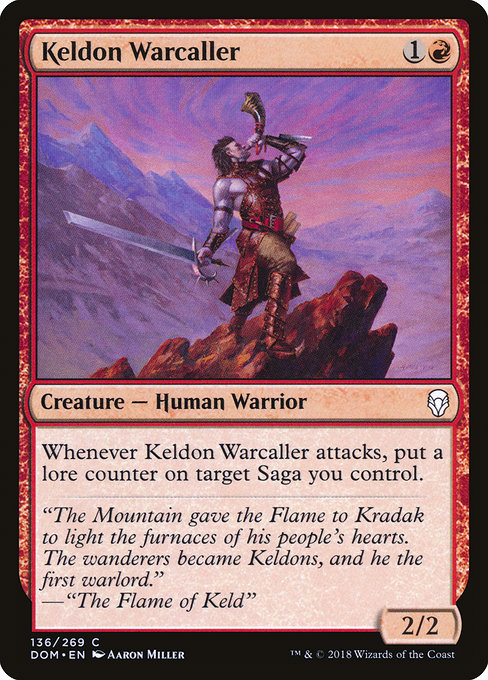 Keldon Warcaller 1
Creature — Human Warrior
Whenever Keldon Warcaller attacks, put a
lore counter on target Saga you control.
“The Mountain gave the Flame to Kradak
to light the furnaces of his people’s hearts.
The wanderers became Keldons, and he the
first warlord.”
—“The Flame of Keld”
2/2
136/269 C
DOM • EN Aaron Miller
™ & © 2018 Wizards of the Coast